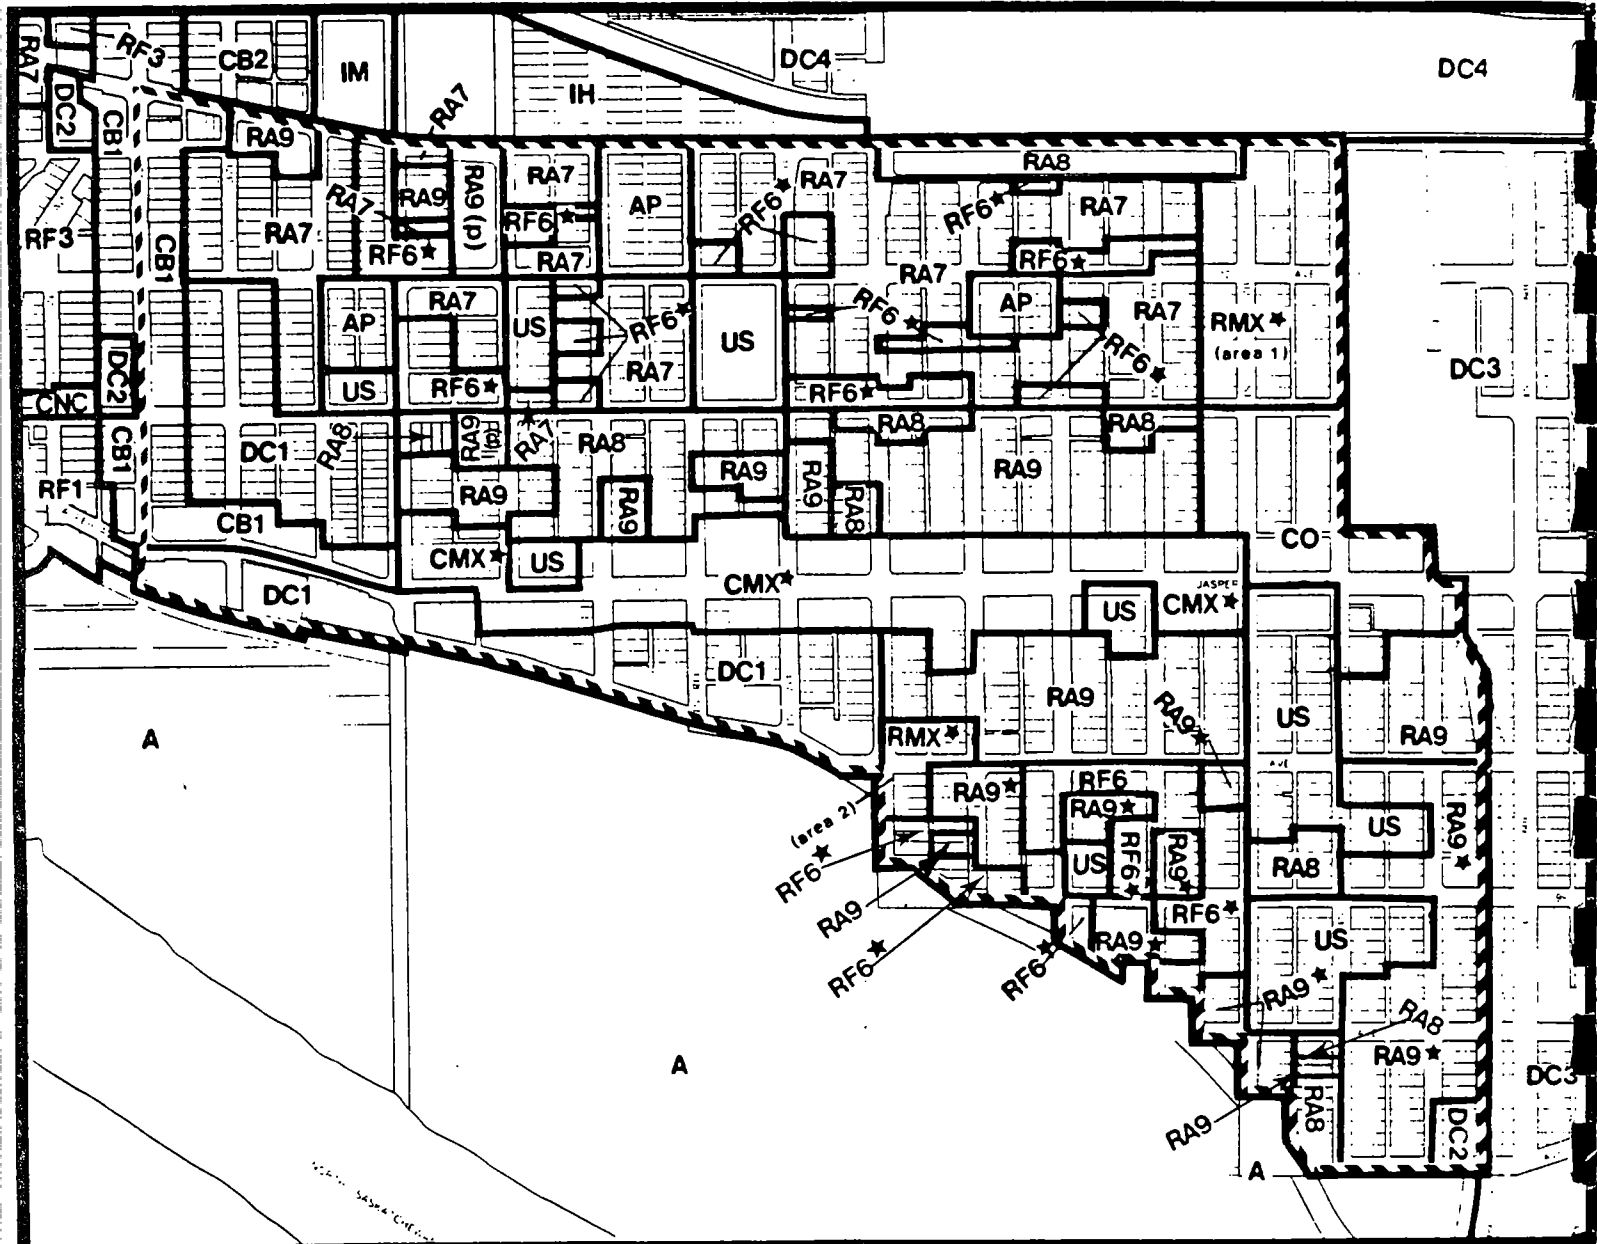 RA7
RF3
CB2
IM
DC4
DC4
DC2
CB1
IH
RA7
RA9
RA8
RA7
RA9
RA9 (p)
RA7
AP
RF6★
RA7
RF6★
RA7
RF3
CB1
RA7
RA7
RF6★
RF6★
RA7
RA7
RF6★
AP
RA7
US
RF6★
US
RF6★
AP
RA7
RMX★
(area 1)
RF6★
RA7
DC3
DC2
US
RF6★
RF6★
CNC
CB1
DC1
RA8
RA7
RA8
RA9
RA8
RA9
RA8
RA9
RF1
RA9
RA9
RA8
CB1
CO
CMX★
US
CMX★
JASPER
DC1
US
CMX★
DC1
RA9
RA9★
US
RA9
A
RMX★
AVE
RF6
RA9★
RA9★
(area 2)
US
RA9★
RF6★
US
RF6★
RA9★
RA8
RA9
RF6★
RF6★
RA9★
US
RF6★
RA9★
RA8
A
RA9★
DC3
RA9
RA8
DC2
A